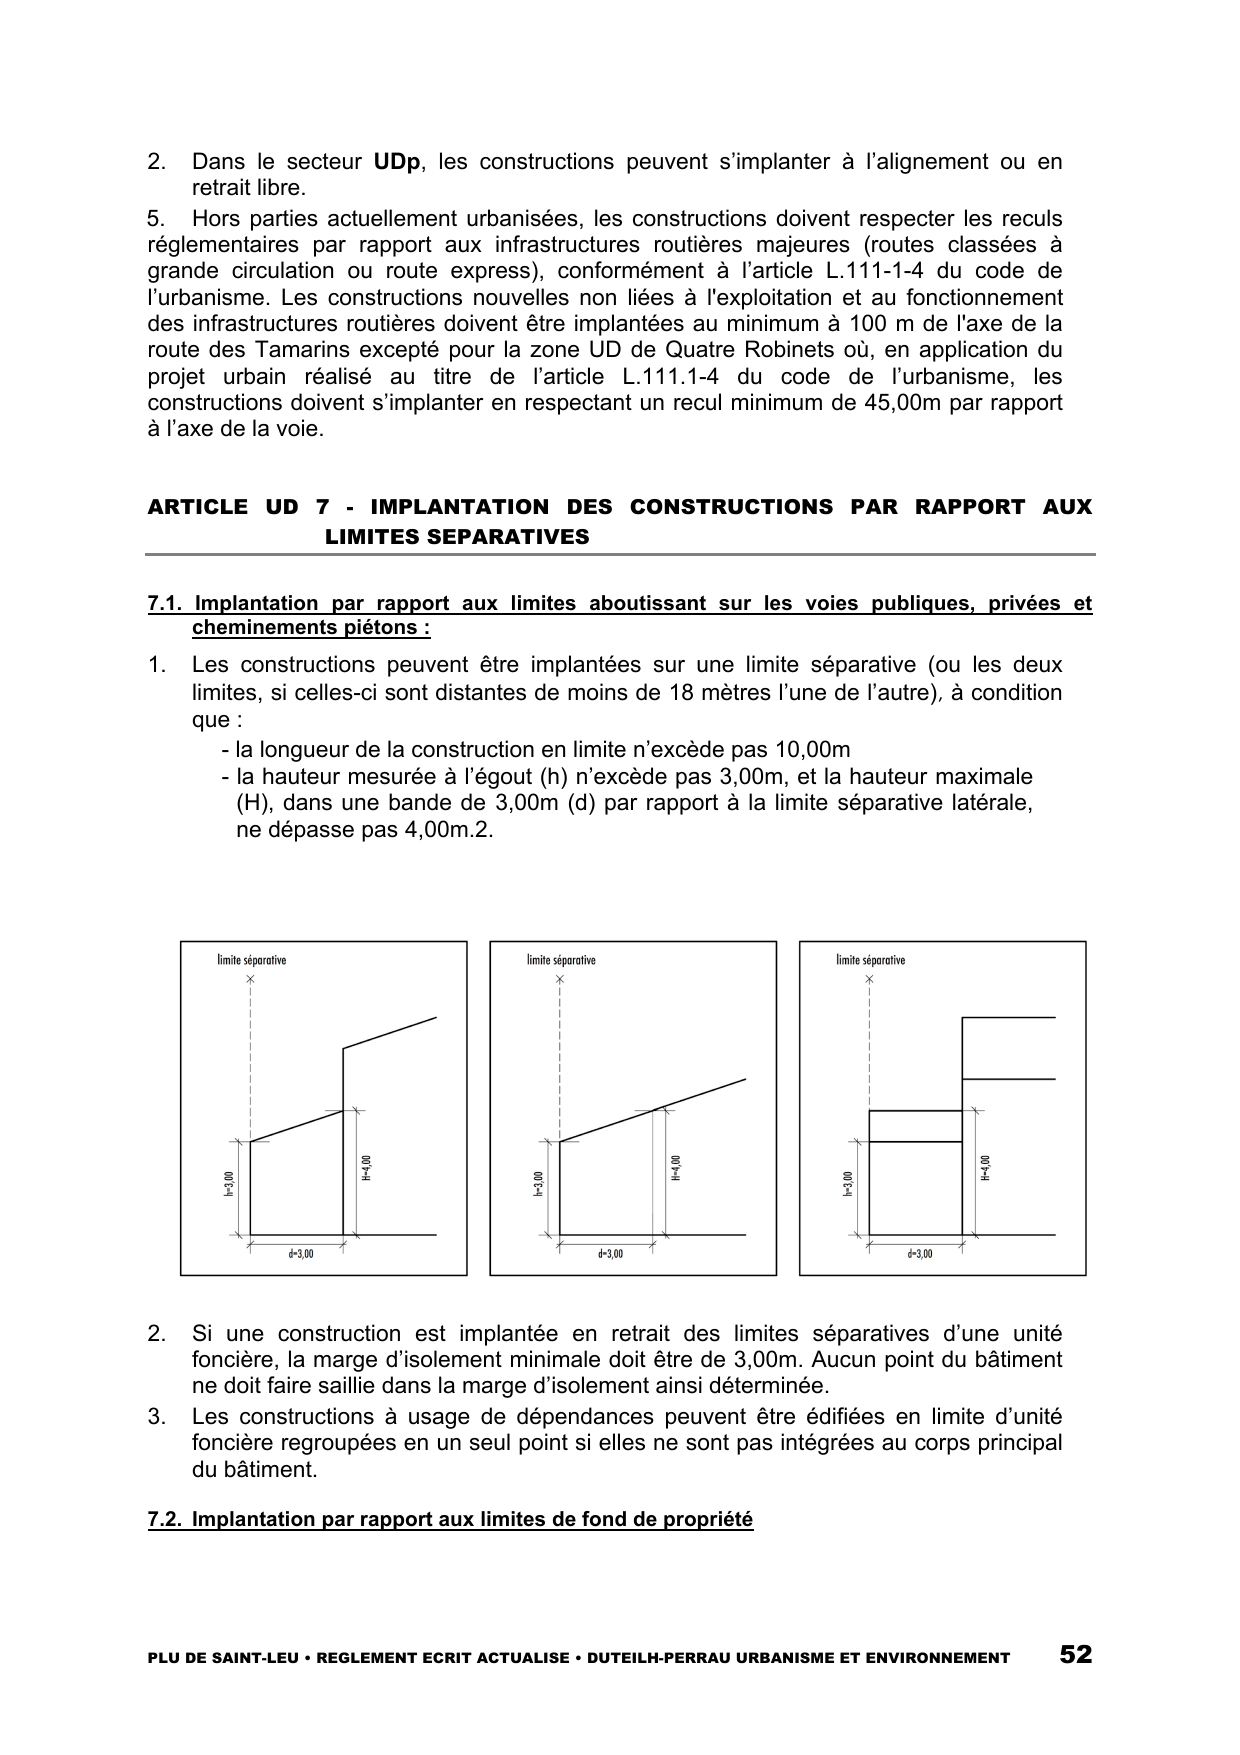 2. Dans le secteur UDp, les constructions peuvent s’implanter à l’alignement ou en
retrait libre.
5. Hors parties actuellement urbanisées, les constructions doivent respecter les reculs
réglementaires par rapport aux infrastructures routières majeures (routes classées à
grande circulation ou route express), conformément à l’article L.111-1-4 du code de
l’urbanisme. Les constructions nouvelles non liées à l'exploitation et au fonctionnement
des infrastructures routières doivent être implantées au minimum à 100 m de l'axe de la
route des Tamarins excepté pour la zone UD de Quatre Robinets où, en application du
projet urbain réalisé au titre de l’article L.111.1-4 du code de l’urbanisme, les
constructions doivent s’implanter en respectant un recul minimum de 45,00m par rapport
à l’axe de la voie.
ARTICLE UD 7 - IMPLANTATION DES CONSTRUCTIONS PAR RAPPORT AUX
LIMITES SEPARATIVES
7.1. Implantation par rapport aux limites aboutissant sur les voies publiques, privées et
cheminements piétons :
1. Les constructions peuvent être implantées sur une limite séparative (ou les deux
limites, si celles-ci sont distantes de moins de 18 mètres l’une de l’autre), à condition
que :
- la longueur de la construction en limite n’excède pas 10,00m
- la hauteur mesurée à l’égout (h) n’excède pas 3,00m, et la hauteur maximale
(H), dans une bande de 3,00m (d) par rapport à la limite séparative latérale,
ne dépasse pas 4,00m.2.
limite séparative
h=3,00
H=4,00
d=3,00
limite séparative
h=3,00
H=4,00
d=3,00
limite séparative
h=3,00
H=4,00
d=3,00
2. Si une construction est implantée en retrait des limites séparatives d’une unité
foncière, la marge d’isolement minimale doit être de 3,00m. Aucun point du bâtiment
ne doit faire saillie dans la marge d’isolement ainsi déterminée.
3. Les constructions à usage de dépendances peuvent être édifiées en limite d’unité
foncière regroupées en un seul point si elles ne sont pas intégrées au corps principal
du bâtiment.
7.2. Implantation par rapport aux limites de fond de propriété
PLU DE SAINT-LEU • REGLEMENT ECRIT ACTUALISE • DUTEILH-PERRAU URBANISME ET ENVIRONNEMENT 52